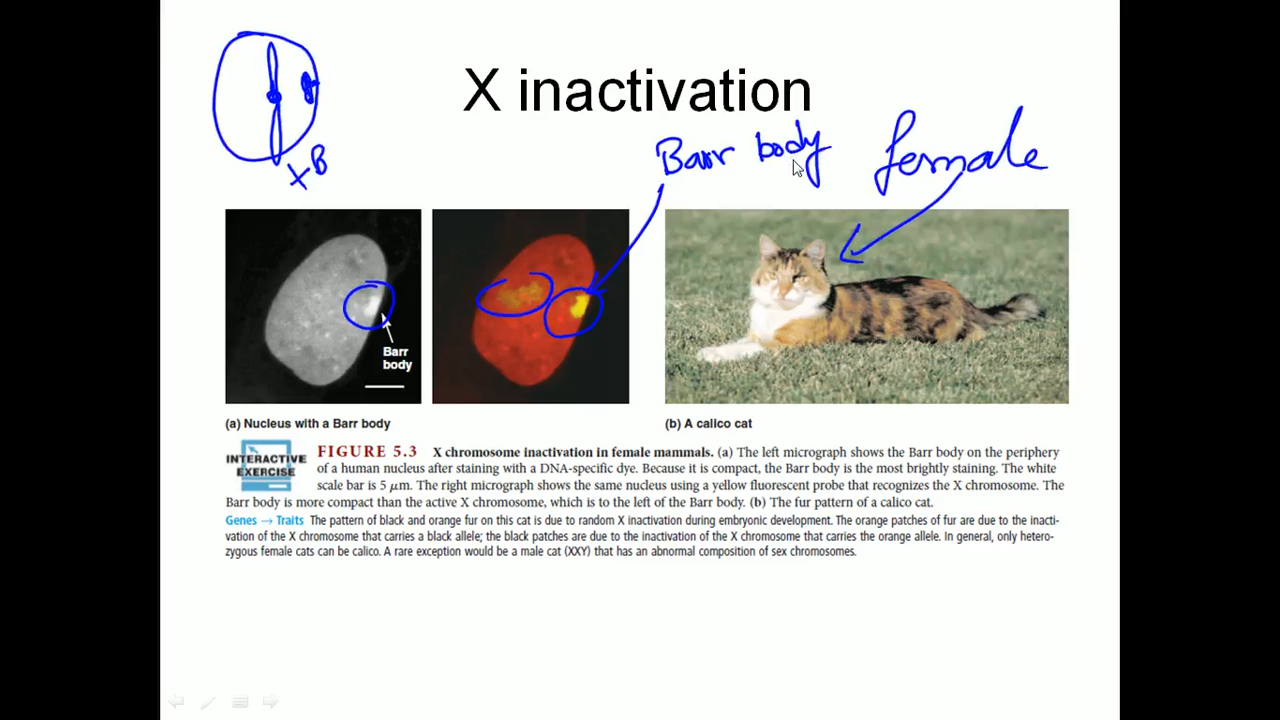 X inactivation
Barr body
female
X B
Barr
body
(a) Nucleus with a Barr body
(b) A calico cat
INTERACTIVE
EXERCISE
FIGURE 5.3 X chromosome inactivation in female mammals. (a) The left micrograph shows the Barr body on the periphery
of a human nucleus after staining with a DNA-specific dye. Because it is compact, the Barr body is the most brightly staining. The white
scale bar is 5 μm. The right micrograph shows the same nucleus using a yellow fluorescent probe that recognizes the X chromosome. The
Barr body is more compact than the active X chromosome, which is to the left of the Barr body. (b) The fur pattern of a calico cat.
Genes → Traits The pattern of black and orange fur on this cat is due to random X inactivation during embryonic development. The orange patches of fur are due to the inacti-
vation of the X chromosome that carries a black allele; the black patches are due to the inactivation of the X chromosome that carries the orange allele. In general, only hetero-
zygous female cats can be calico. A rare exception would be a male cat (XXY) that has an abnormal composition of sex chromosomes.